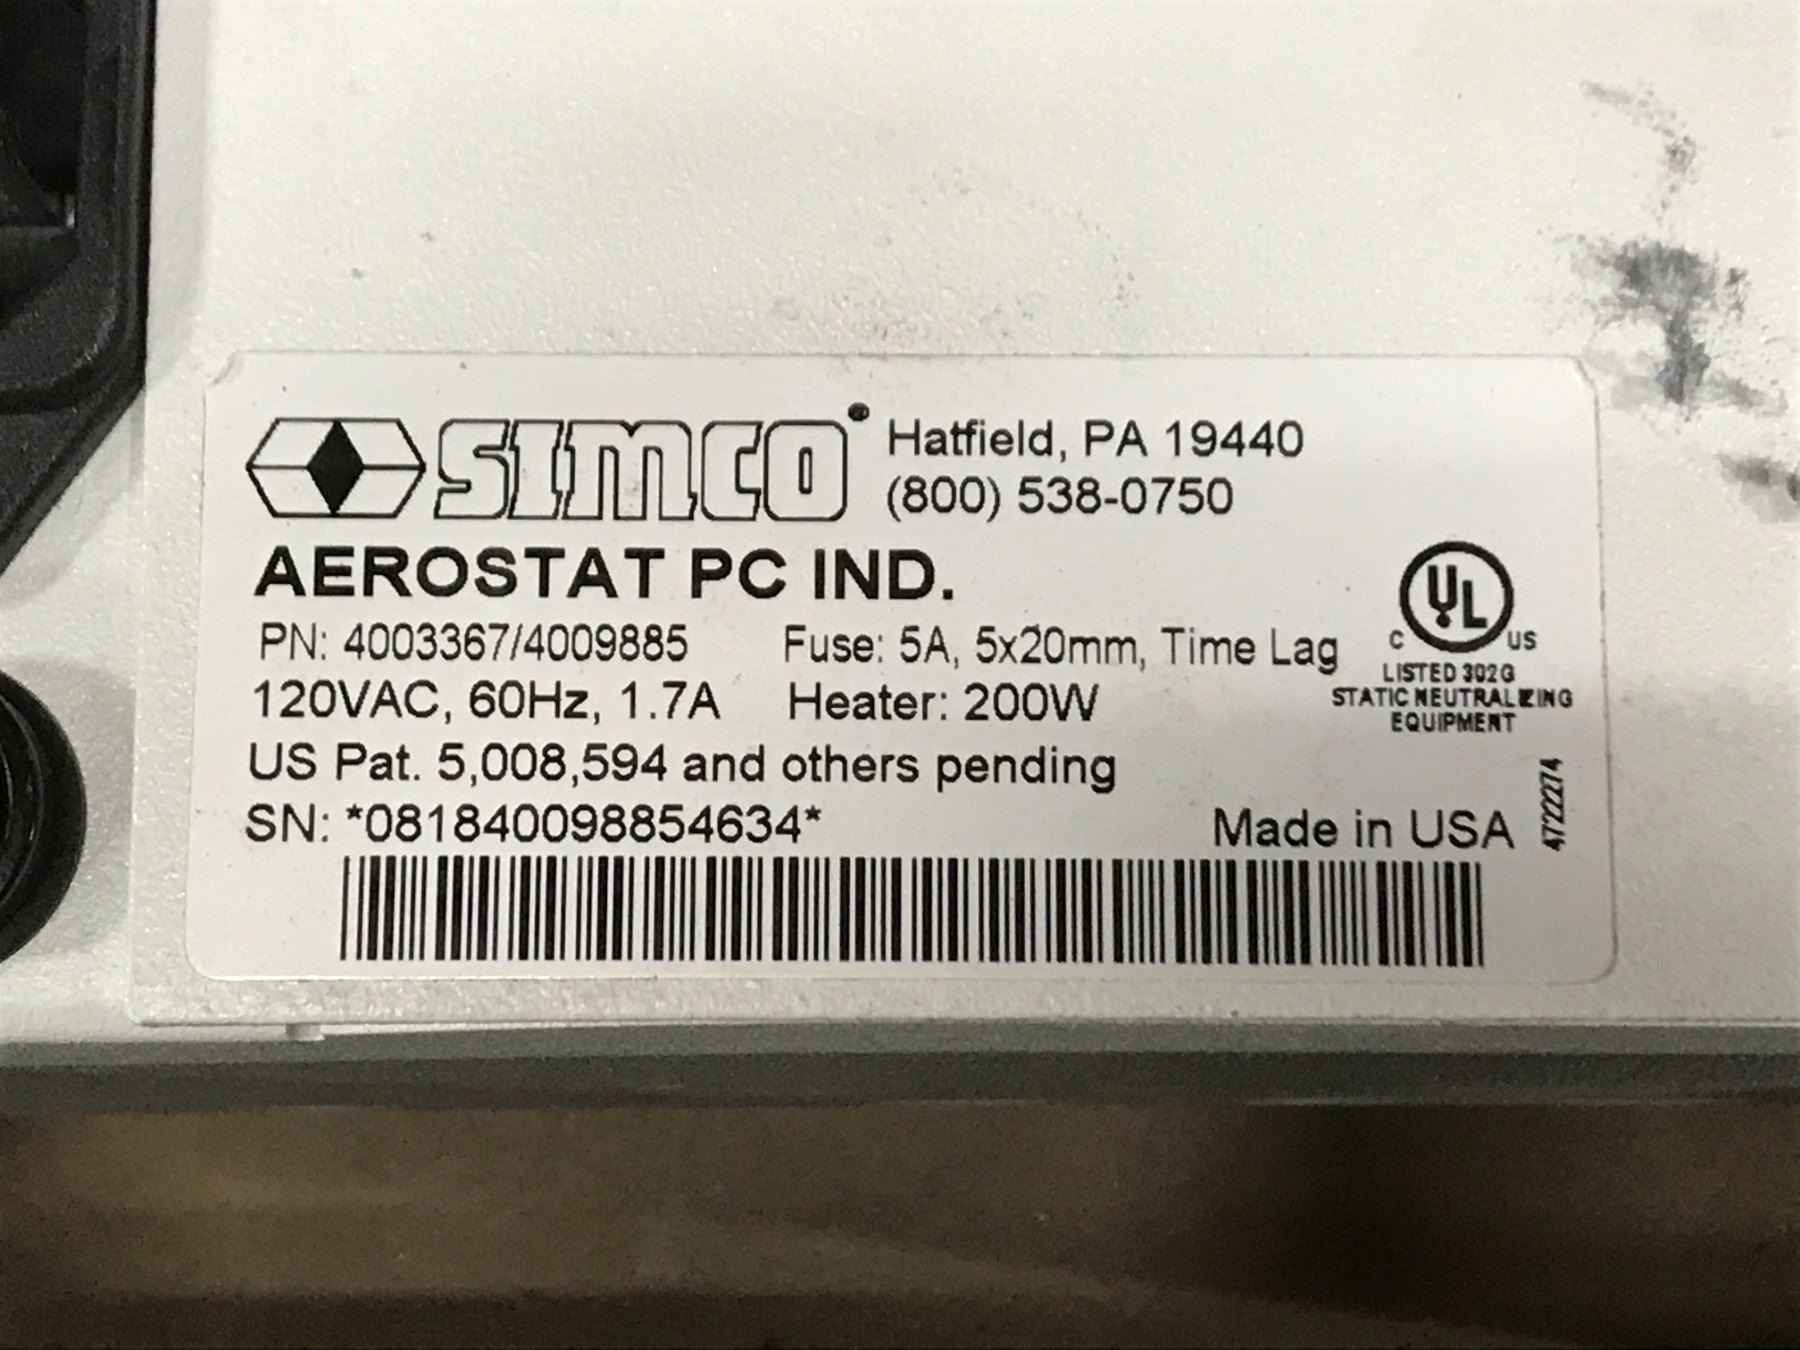 SIMCO® Hatfield, PA 19440
(800) 538-0750
AEROSTAT PC IND.
PN: 4003367/4009885 Fuse: 5A, 5x20mm, Time Lag
120VAC, 60Hz, 1.7A Heater: 200W
US Pat. 5,008,594 and others pending
SN: *081840098854634*
Made in USA
UL
C US
LISTED 302G
STATIC NEUTRALIZING
EQUIPMENT
4722274